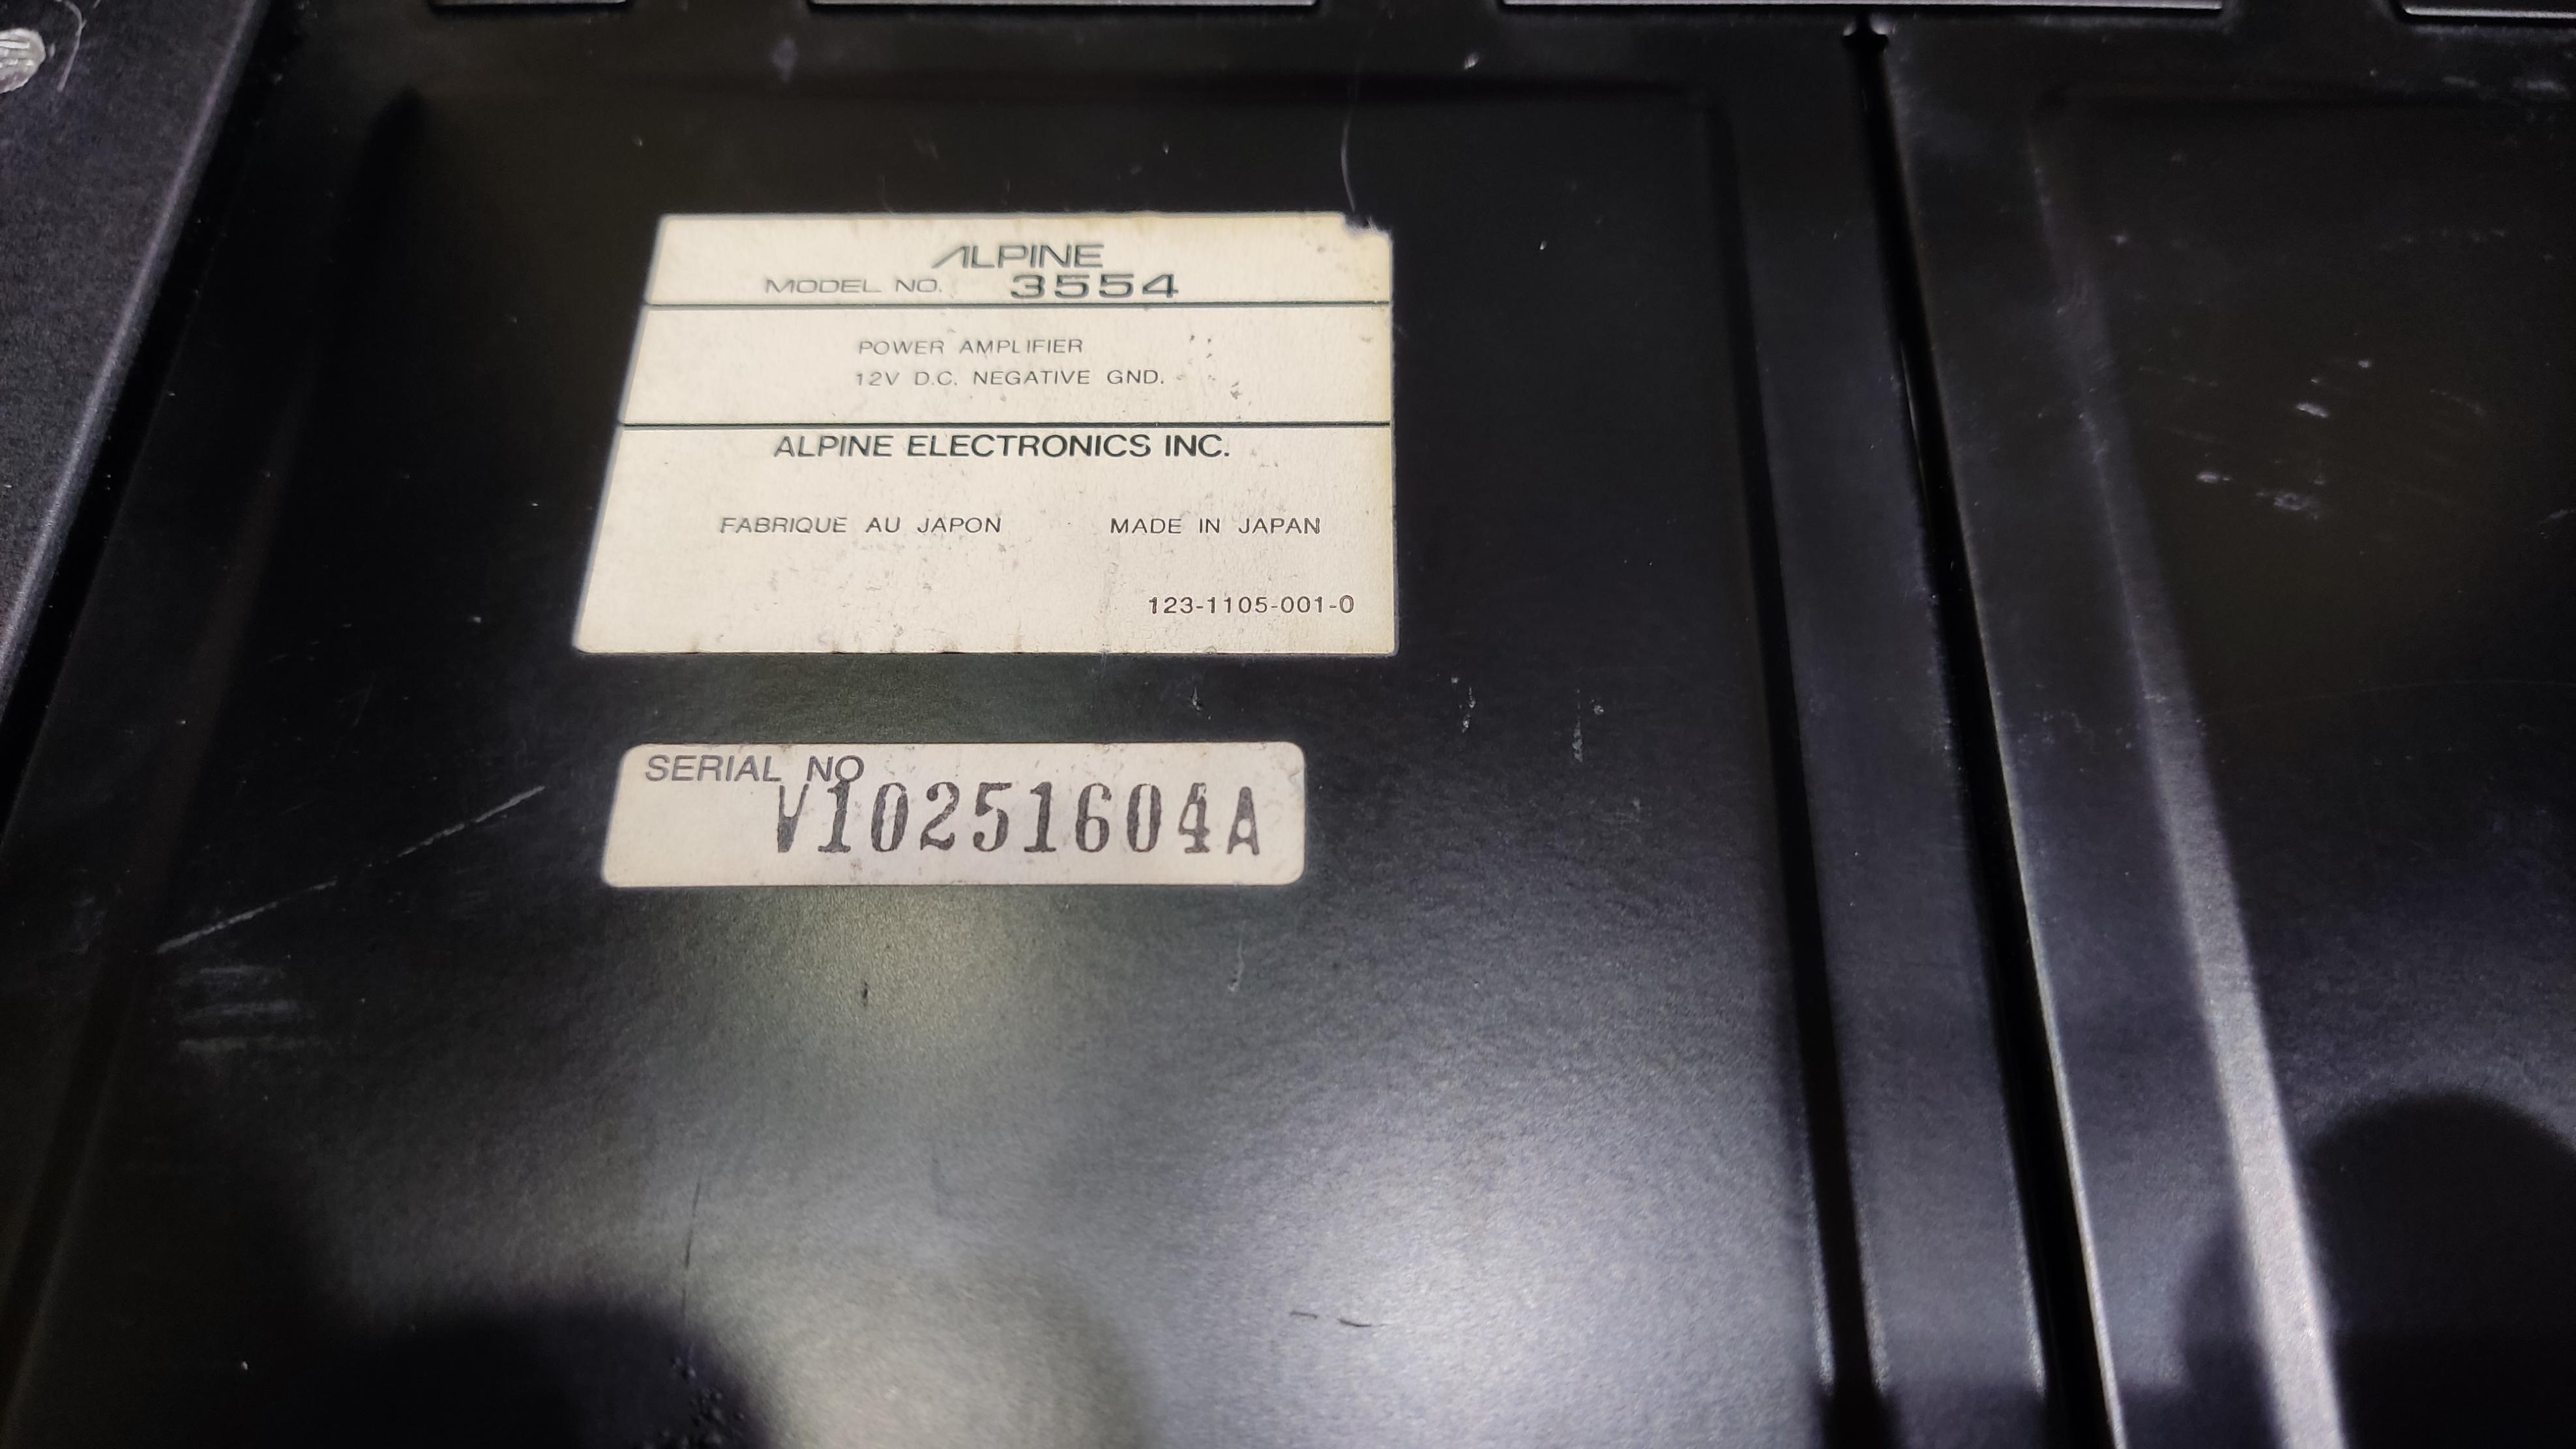 ALPINE
MODEL NO. 3554
POWER AMPLIFIER
12V D.C. NEGATIVE GND.
ALPINE ELECTRONICS INC.
FABRIQUE AU JAPON MADE IN JAPAN
123-1105-001-0
SERIAL NO
V10251604A